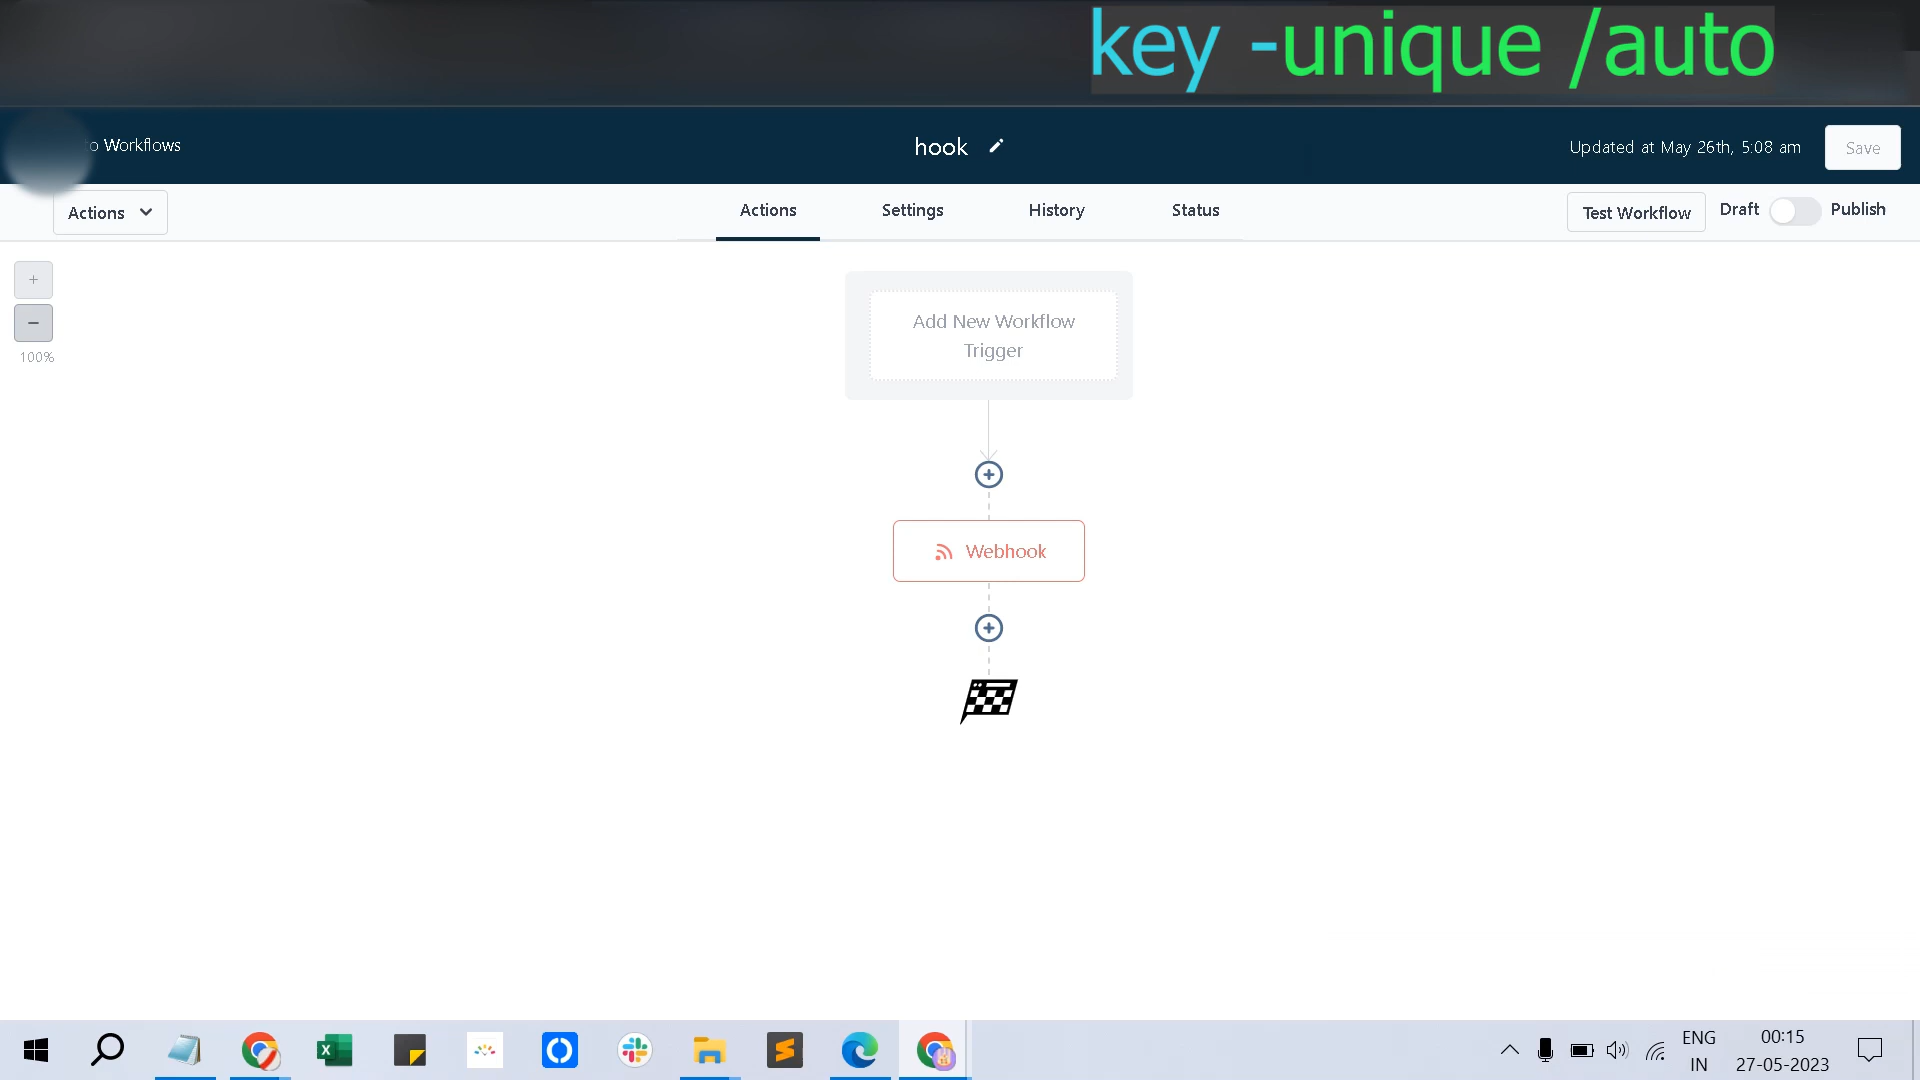 key -unique /auto
o Workflows
hook
Updated at May 26th, 5:08 am
Save
Actions
Actions
Settings
History
Status
Test Workflow
Draft
Publish
+
−
100%
Add New Workflow
Trigger
Webhook
ENG
IN
00:15
27-05-2023